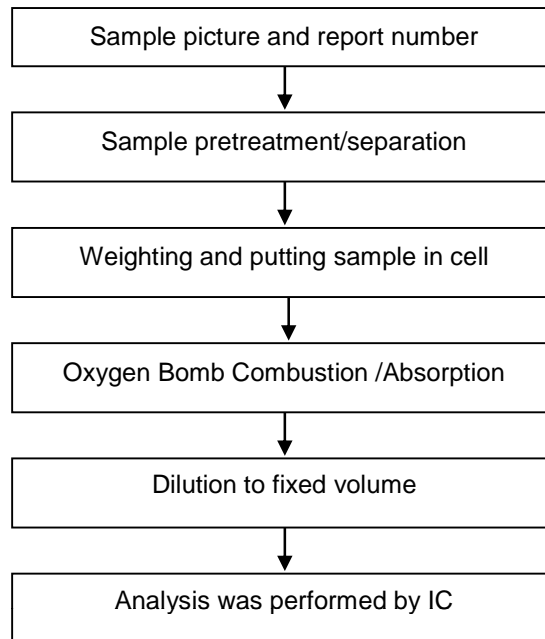 Sample picture and report number
Sample pretreatment/separation
Weighting and putting sample in cell
Oxygen Bomb Combustion /Absorption
Dilution to fixed volume
Analysis was performed by IC